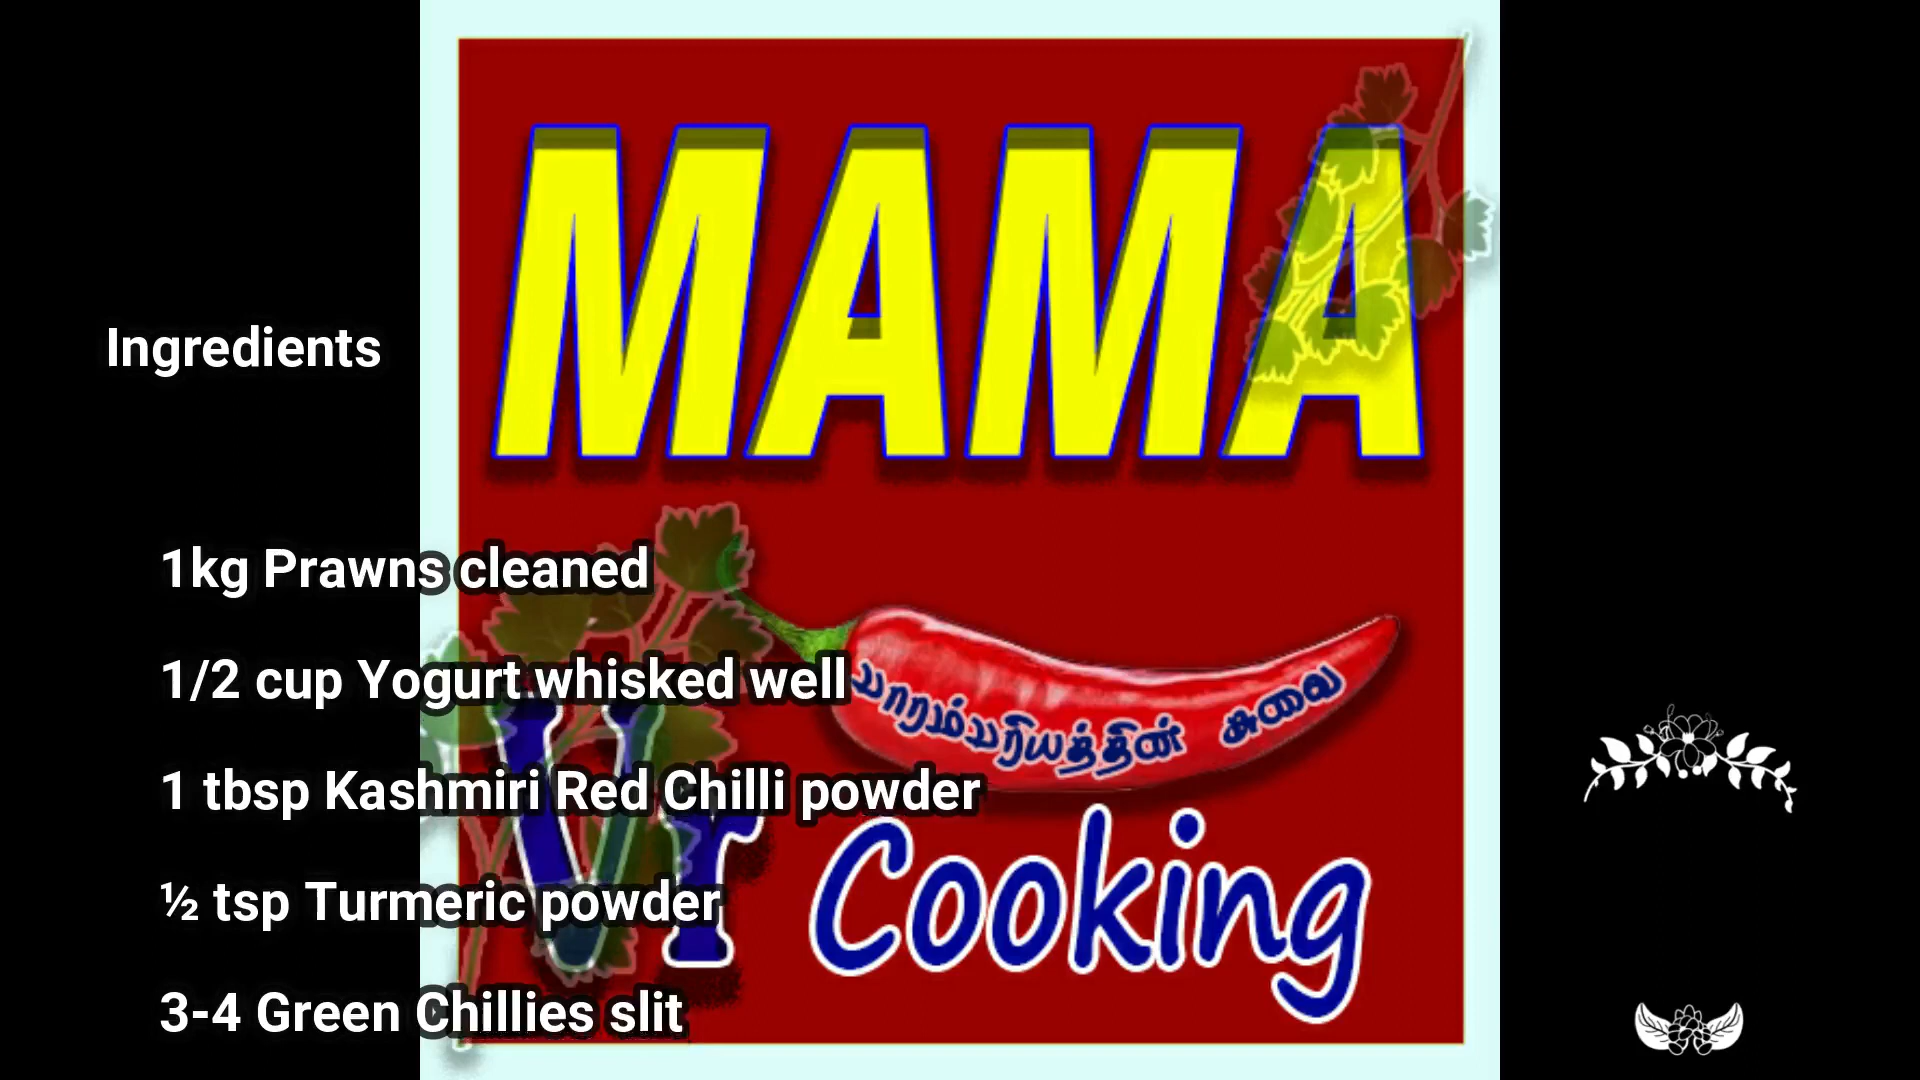 MAMA
Ingredients
1kg Prawns cleaned
1/2 cup Yogurt whisked well
பாரம்பரியத்தின் சுவை
1 tbsp Kashmiri Red Chilli powder
Vr Cooking
½ tsp Turmeric powder
3-4 Green Chillies slit